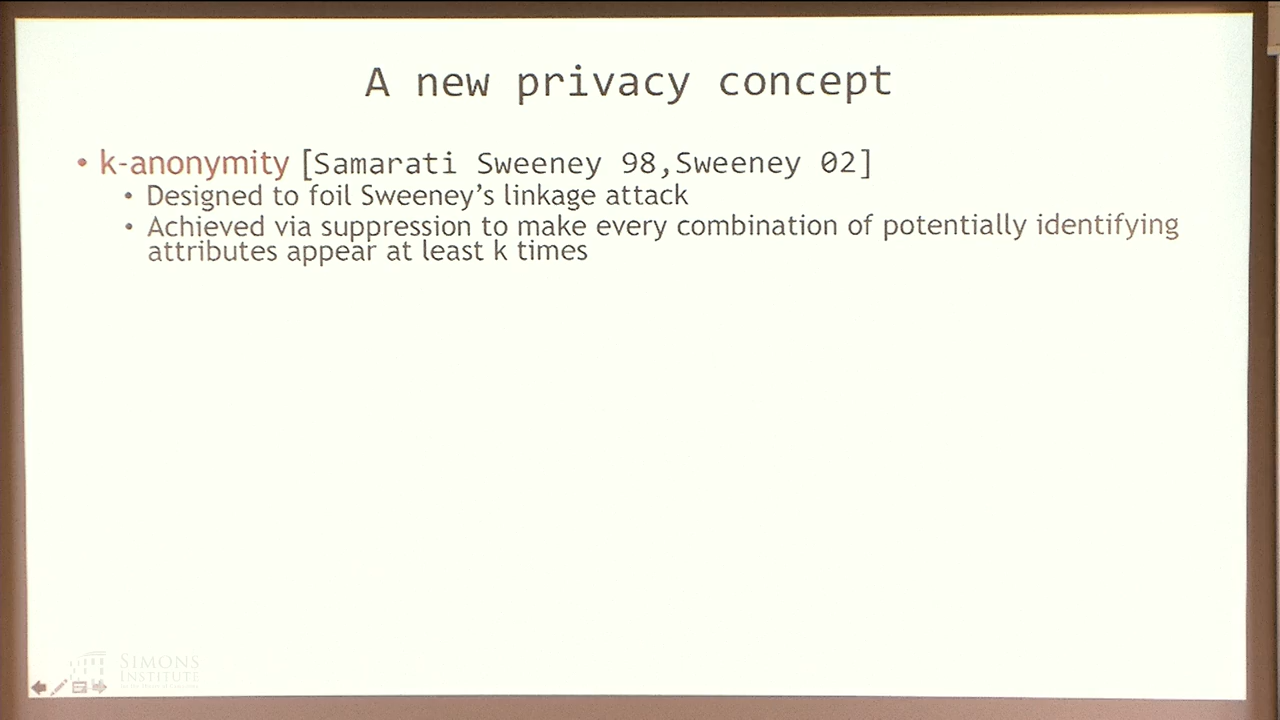 A new privacy concept
• k-anonymity [Samarati Sweeney 98,Sweeney 02]
• Designed to foil Sweeney’s linkage attack
• Achieved via suppression to make every combination of potentially identifying
attributes appear at least k times
SIMONS
INSTITUTE